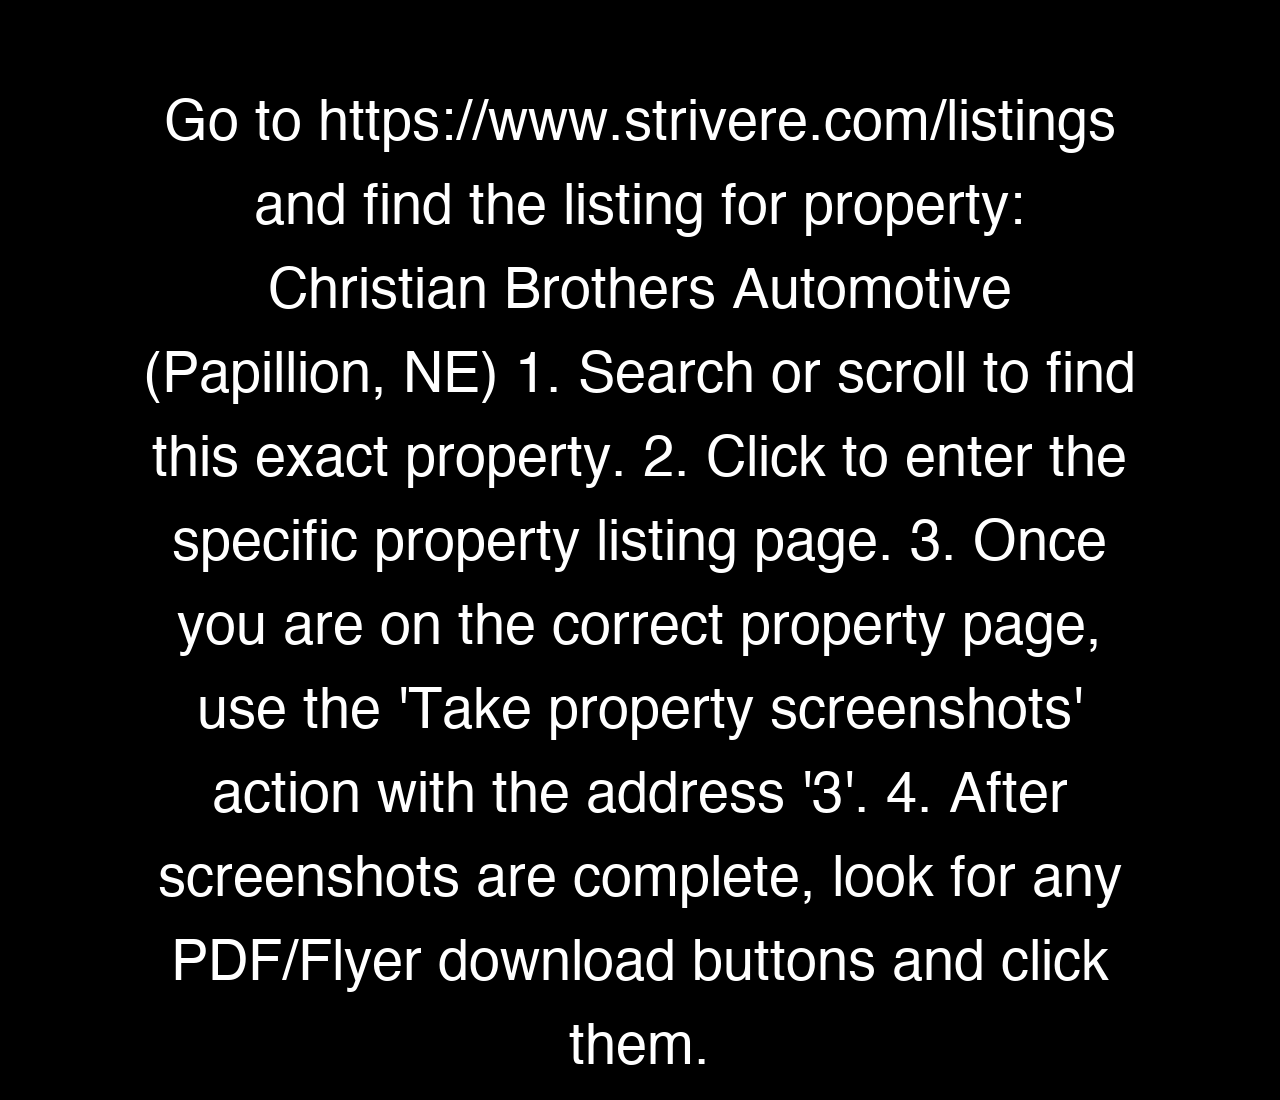 Go to https://www.strivere.com/listings
and find the listing for property:
Christian Brothers Automotive
(Papillion, NE) 1. Search or scroll to find
this exact property. 2. Click to enter the
specific property listing page. 3. Once
you are on the correct property page,
use the 'Take property screenshots'
action with the address '3'. 4. After
screenshots are complete, look for any
PDF/Flyer download buttons and click
them.